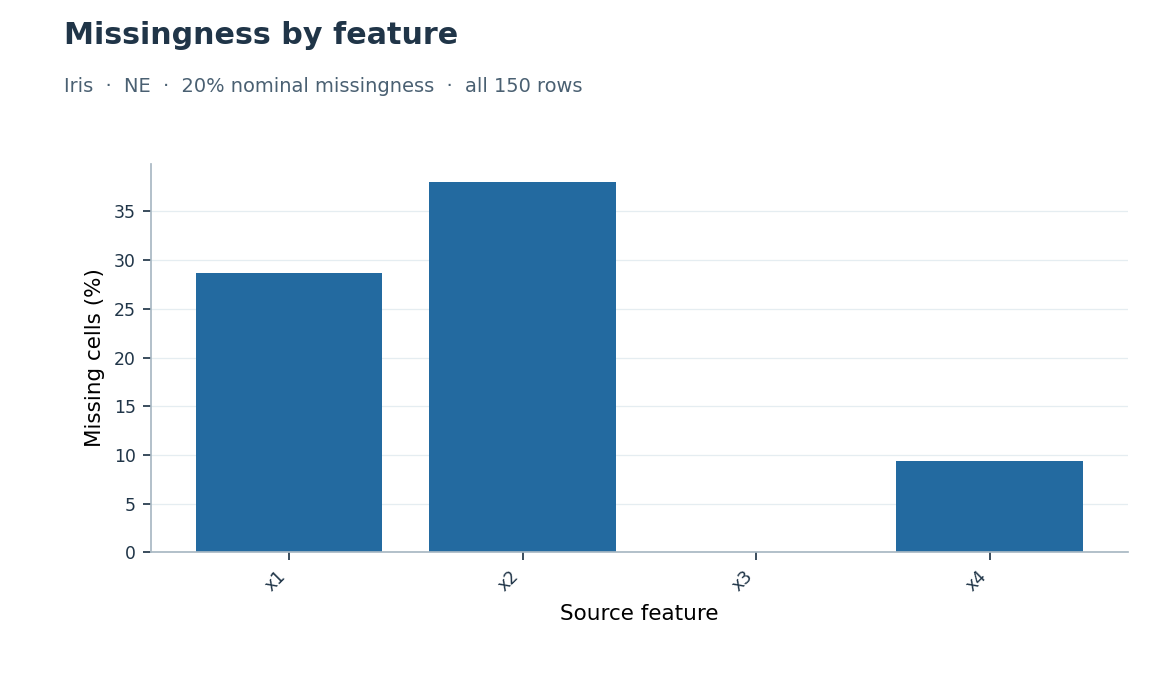 Missingness by feature
Iris · NE · 20% nominal missingness · all 150 rows
Missing cells (%)
35
30
25
20
15
10
5
0
x1
x2
x3
x4
Source feature